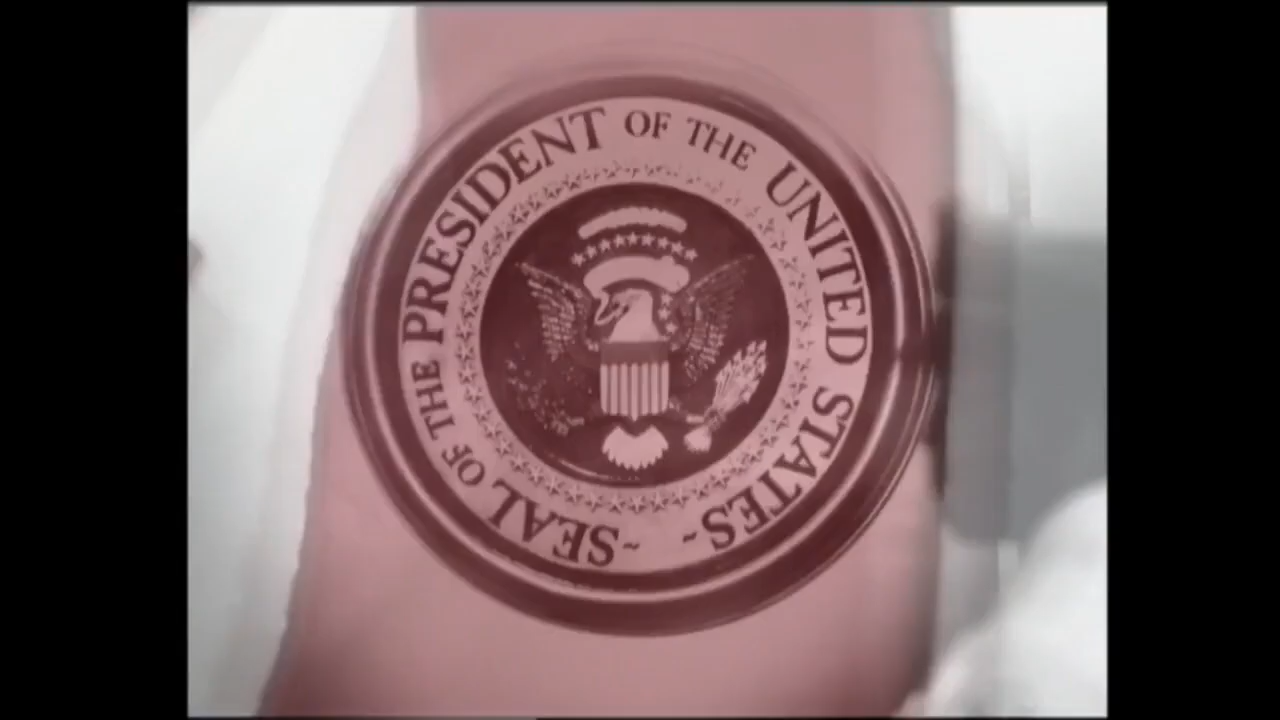 SEAL OF THE PRESIDENT OF THE UNITED STATES